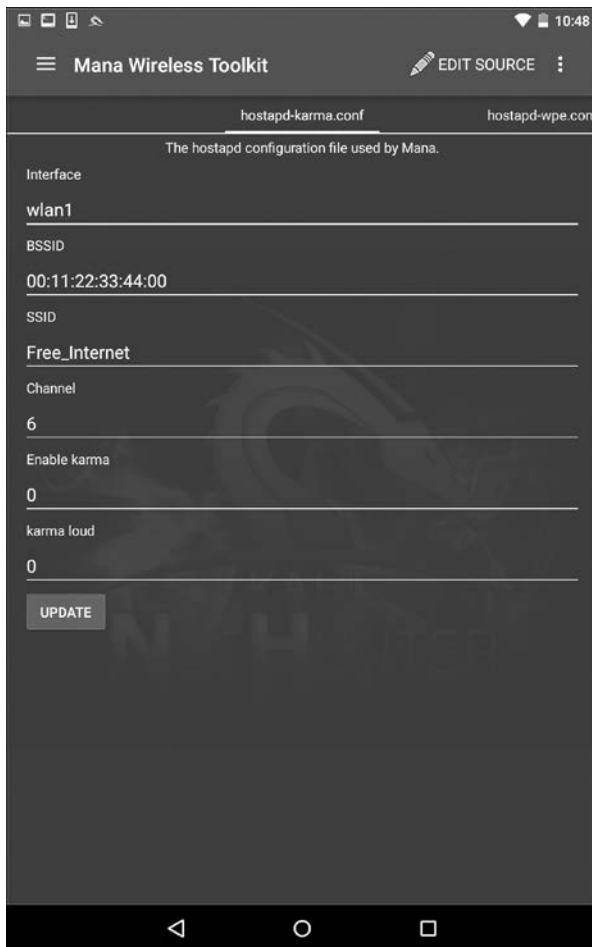 10:48
Mana Wireless Toolkit
EDIT SOURCE
hostapd-karma.conf
hostapd-wpe.con
The hostapd configuration file used by Mana.
Interface
wlan1
BSSID
00:11:22:33:44:00
SSID
Free_Internet
Channel
6
Enable karma
0
karma loud
0
UPDATE